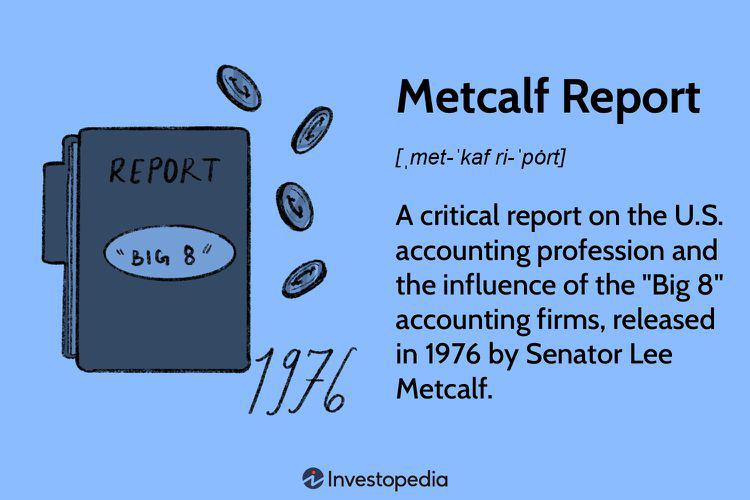 REPORT
"BIG 8"
1976
Metcalf Report
[ˌmet-ˈkaf ri-ˈpȯrt]
A critical report on the U.S.
accounting profession and
the influence of the "Big 8"
accounting firms, released
in 1976 by Senator Lee
Metcalf.
Investopedia